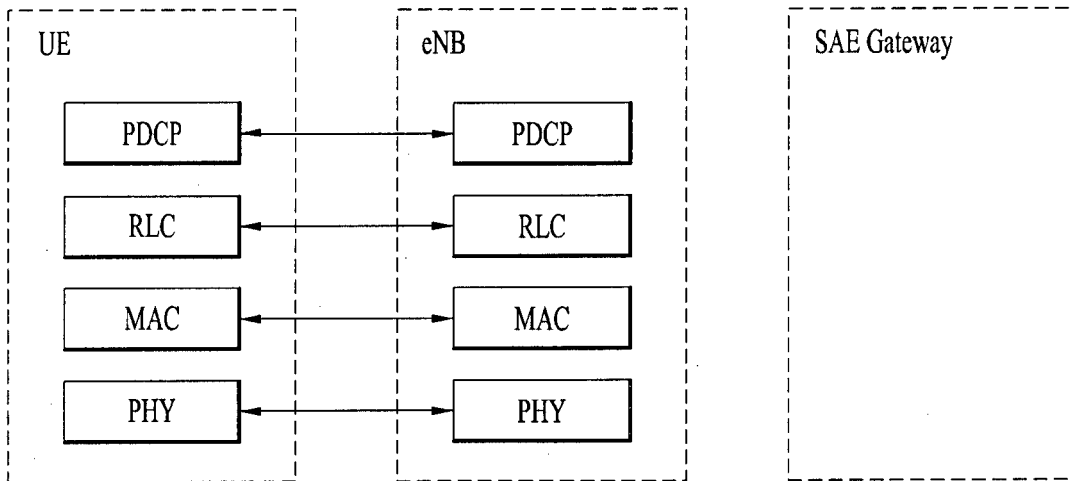 UE
eNB
SAE Gateway
PDCP
PDCP
RLC
RLC
MAC
MAC
PHY
PHY